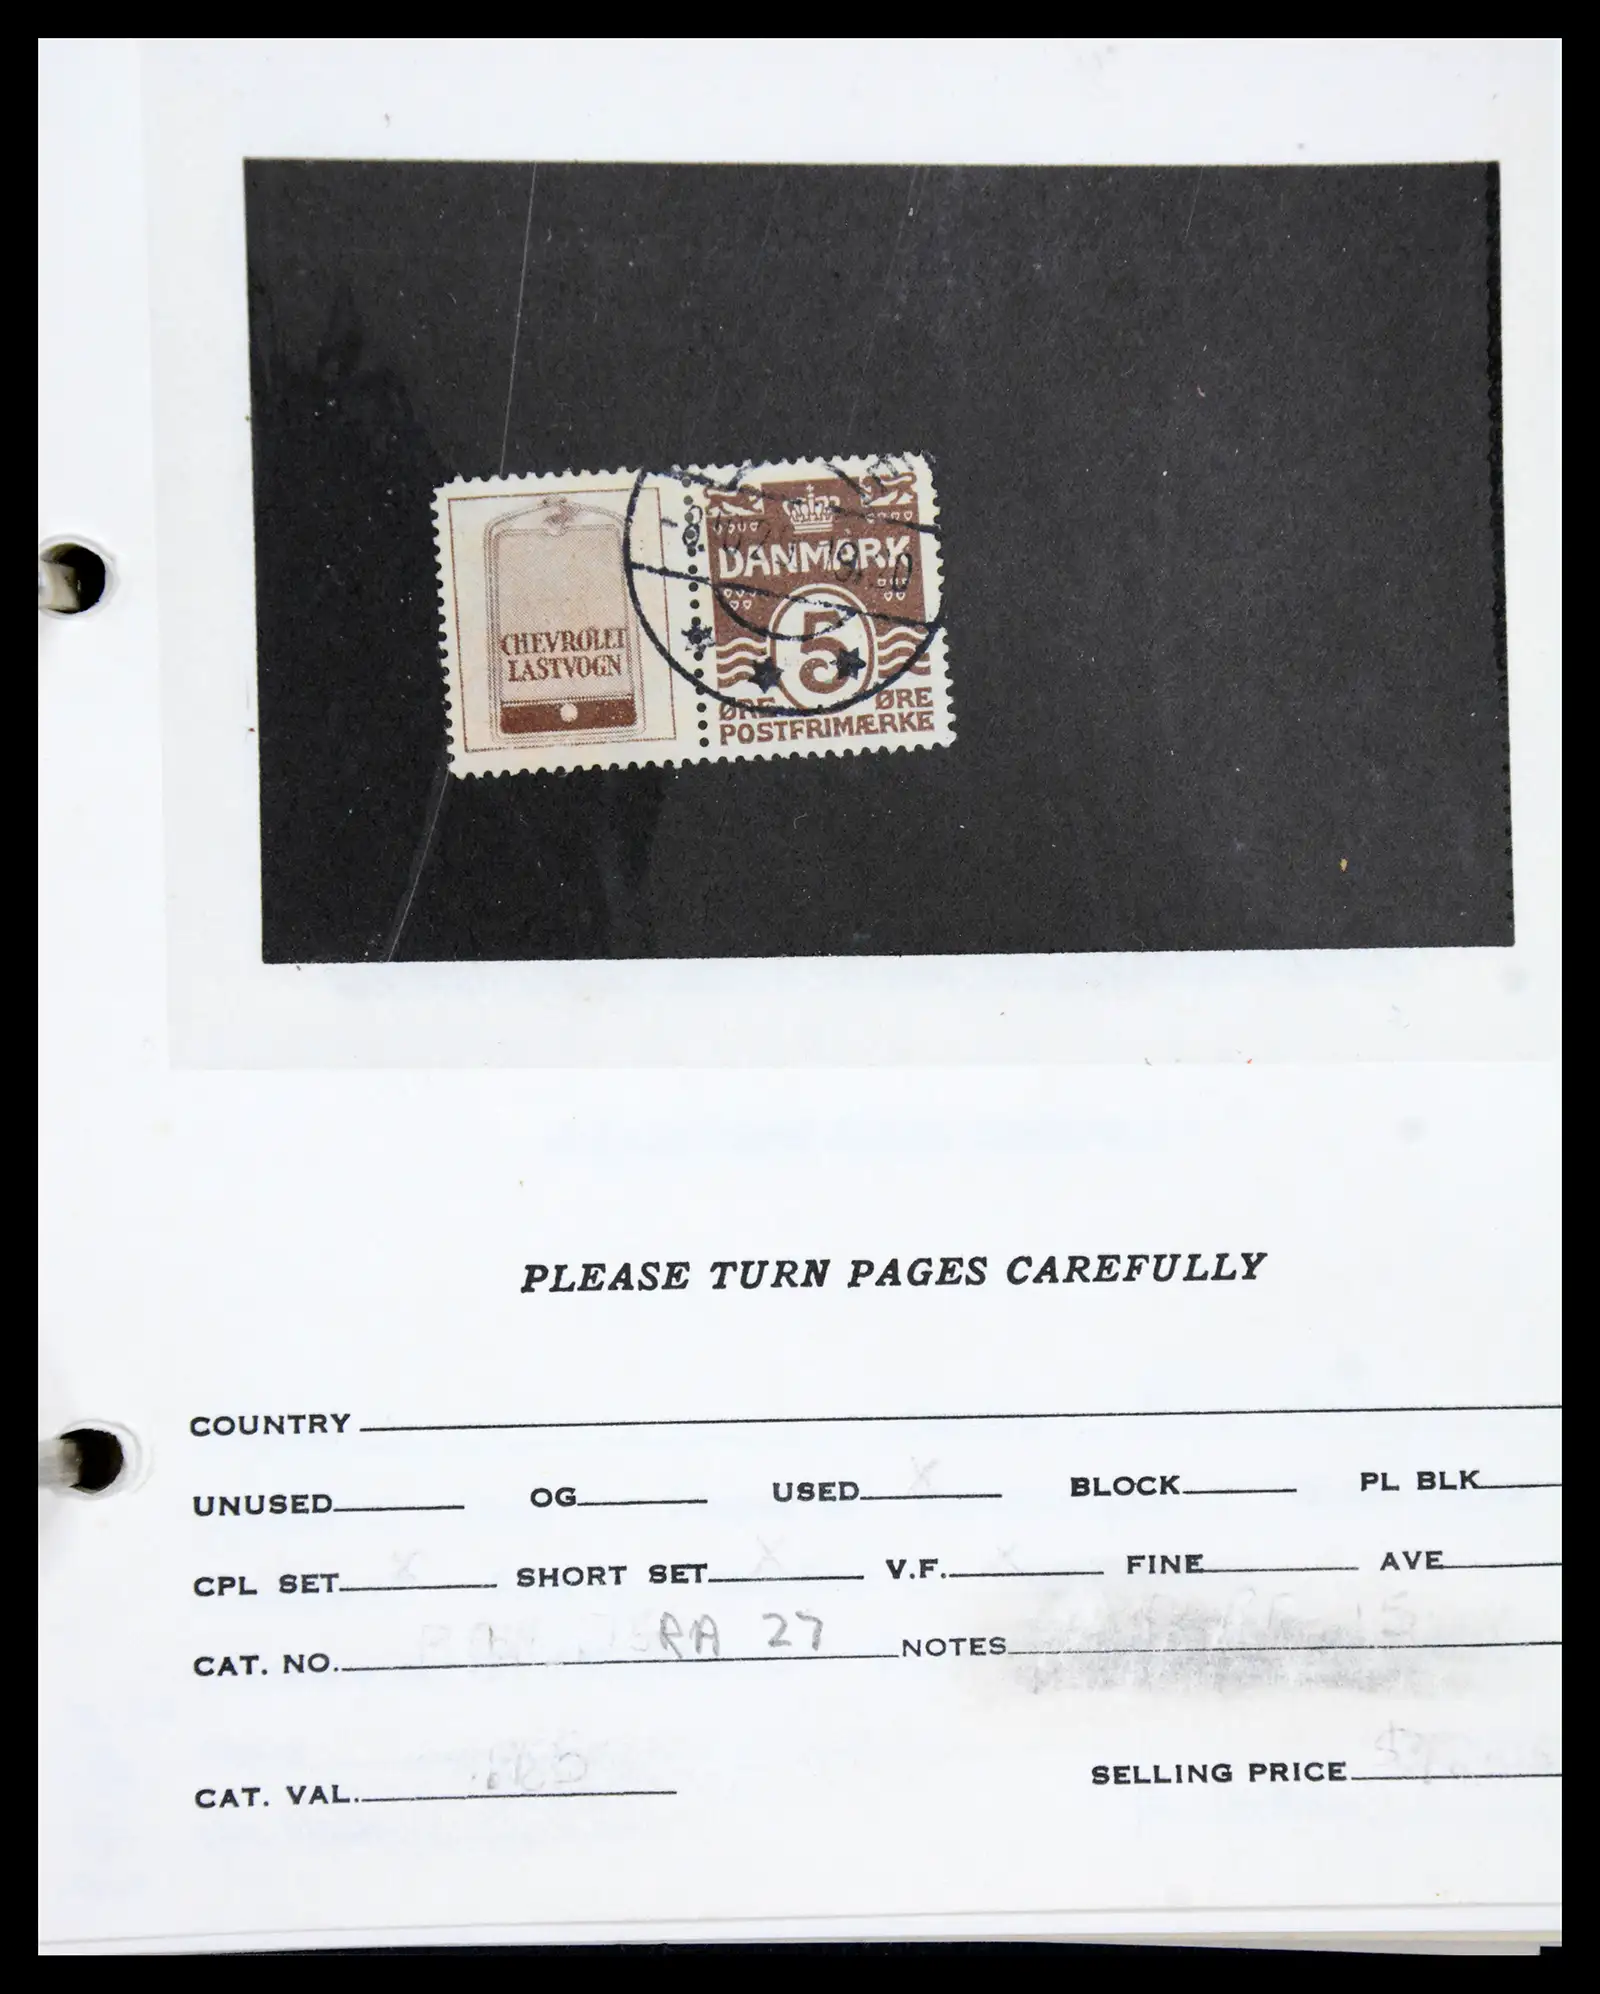 CHEVROLET
LASTVOGN
DANMARK
5
ØRE ØRE
POSTFRIMÆRKE
PLEASE TURN PAGES CAREFULLY
COUNTRY
UNUSED OG USED X BLOCK PL BLK
CPL SET X SHORT SET X V.F. X FINE AVE
CAT. NO. RA 27 NOTES
CAT. VAL. SELLING PRICE